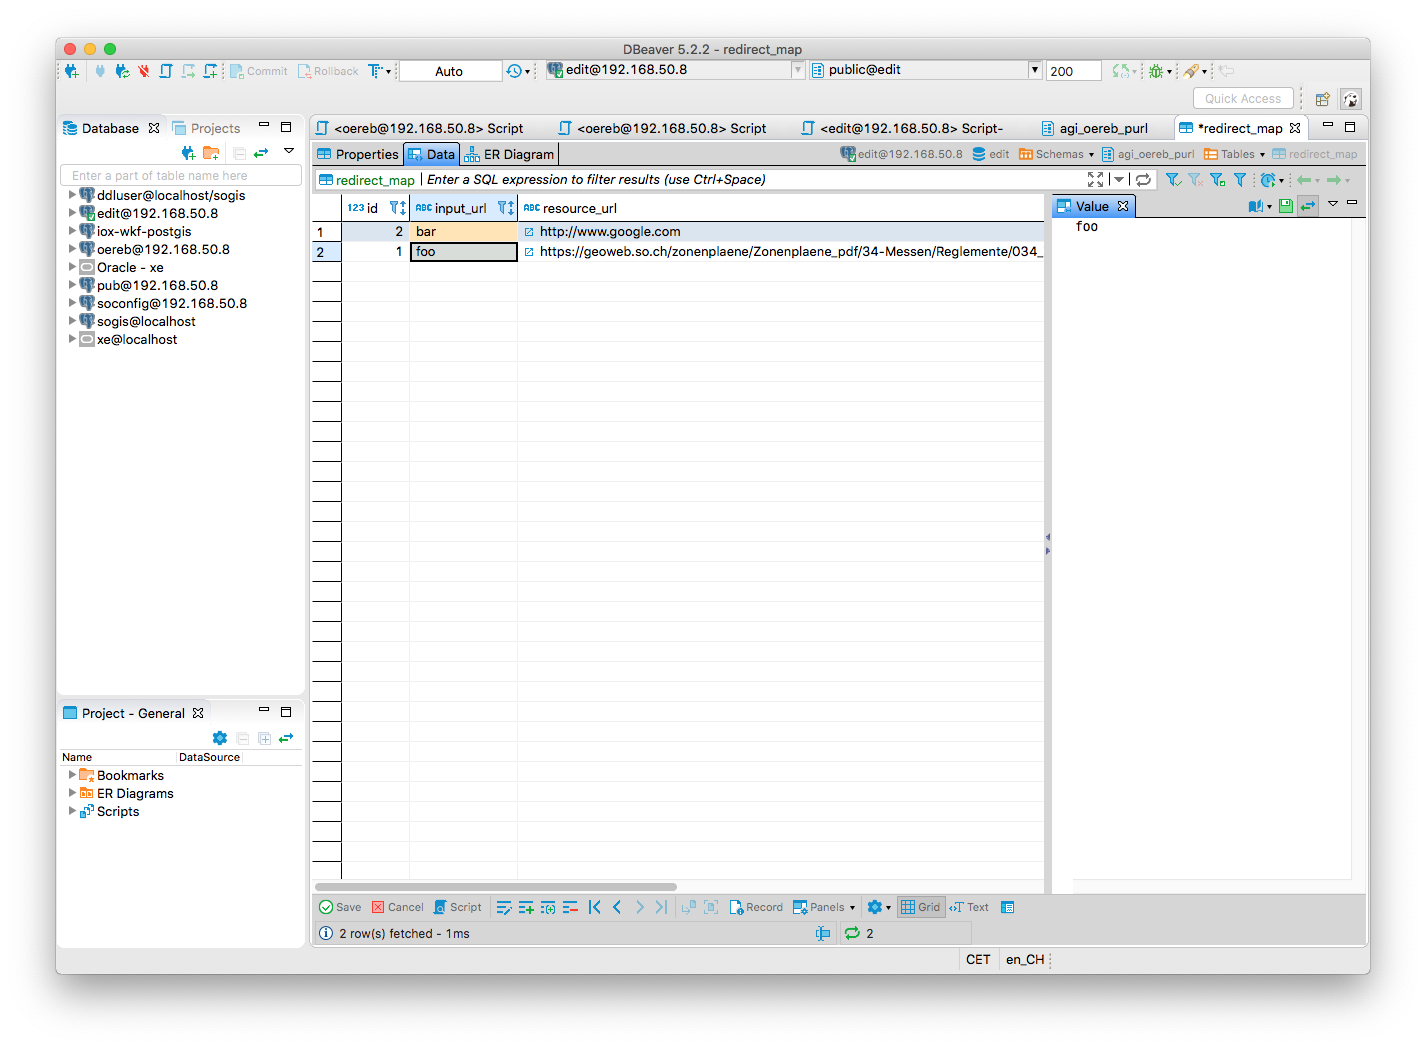 DBeaver 5.2.2 - redirect_map
Commit Rollback Auto edit@192.168.50.8 public@edit 200
Quick Access
Database Projects
Enter a part of table name here
ddluser@localhost/sogis
edit@192.168.50.8
iox-wkf-postgis
oereb@192.168.50.8
Oracle - xe
pub@192.168.50.8
soconfig@192.168.50.8
sogis@localhost
xe@localhost
Project - General
Name DataSource
Bookmarks
ER Diagrams
Scripts
<oereb@192.168.50.8> Script <oereb@192.168.50.8> Script <edit@192.168.50.8> Script- agi_oereb_purl *redirect_map
Properties Data ER Diagram edit@192.168.50.8 edit Schemas agi_oereb_purl Tables redirect_map
redirect_map Enter a SQL expression to filter results (use Ctrl+Space)
123 id ABC input_url ABC resource_url
1 2 bar http://www.google.com
2 1 foo https://geoweb.so.ch/zonenplaene/Zonenplaene_pdf/34-Messen/Reglemente/034_
Value
foo
Save Cancel Script Record Panels Grid Text
2 row(s) fetched - 1ms 2
CET en_CH